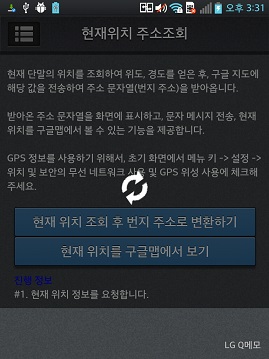 오후 3:31
현재위치 주소조회
현재 단말의 위치를 조회하여 위도, 경도를 얻은 후, 구글 지도에
해당 값을 전송하여 주소 문자열(번지 주소)을 받아옵니다.
받아온 주소 문자열을 화면에 표시하고, 문자 메시지 전송, 현재
위치를 구글맵에서 볼 수 있는 기능을 제공합니다.
GPS 정보를 사용하기 위해서, 초기 화면에서 메뉴 키 -> 설정 ->
위치 및 보안의 무선 네트워크 사용 및 GPS 위성 사용에 체크해
주세요.
현재 위치 조회 후 번지 주소로 변환하기
현재 위치를 구글맵에서 보기
진행 정보
#1. 현재 위치 정보를 요청합니다.
LG Q메모